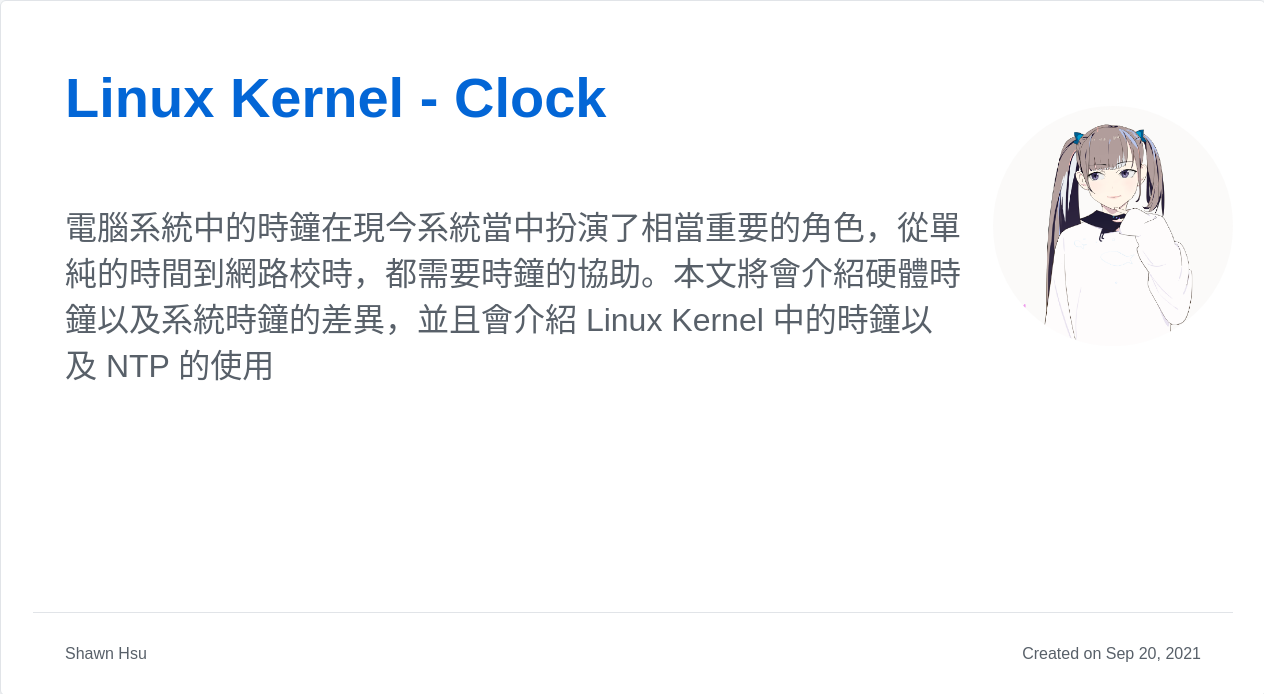 Linux Kernel - Clock
電腦系統中的時鐘在現今系統當中扮演了相當重要的角色，從單
純的時間到網路校時，都需要時鐘的協助。本文將會介紹硬體時
鐘以及系統時鐘的差異，並且會介紹 Linux Kernel 中的時鐘以
及 NTP 的使用
Shawn Hsu
Created on Sep 20, 2021